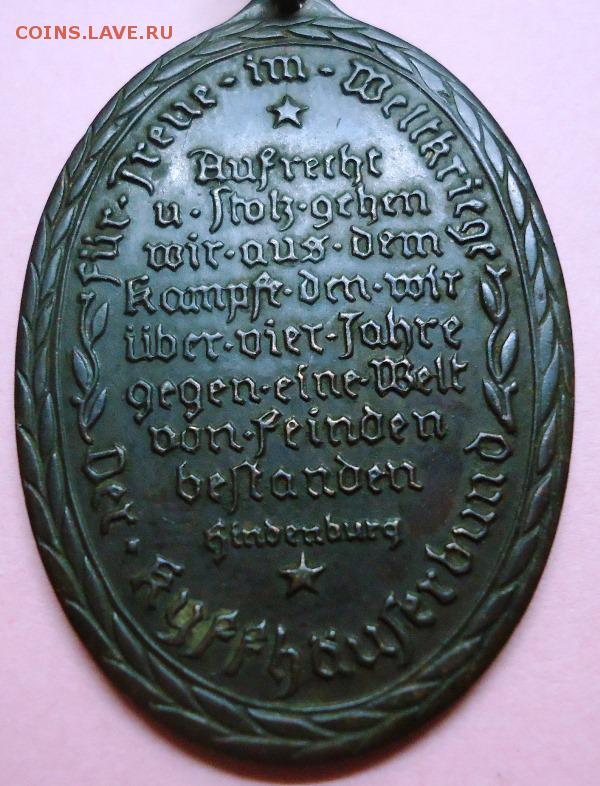 COINS.LAVE.RU
für · Treue · im · Weltkriege
Aufrecht
u · stolz · gehen
wir · aus · dem
Kampfe · den · wir
über · vier · Jahre
gegen · eine · Welt
von · Feinden
bestanden
Hindenburg
Der · Kyffhäuserbund